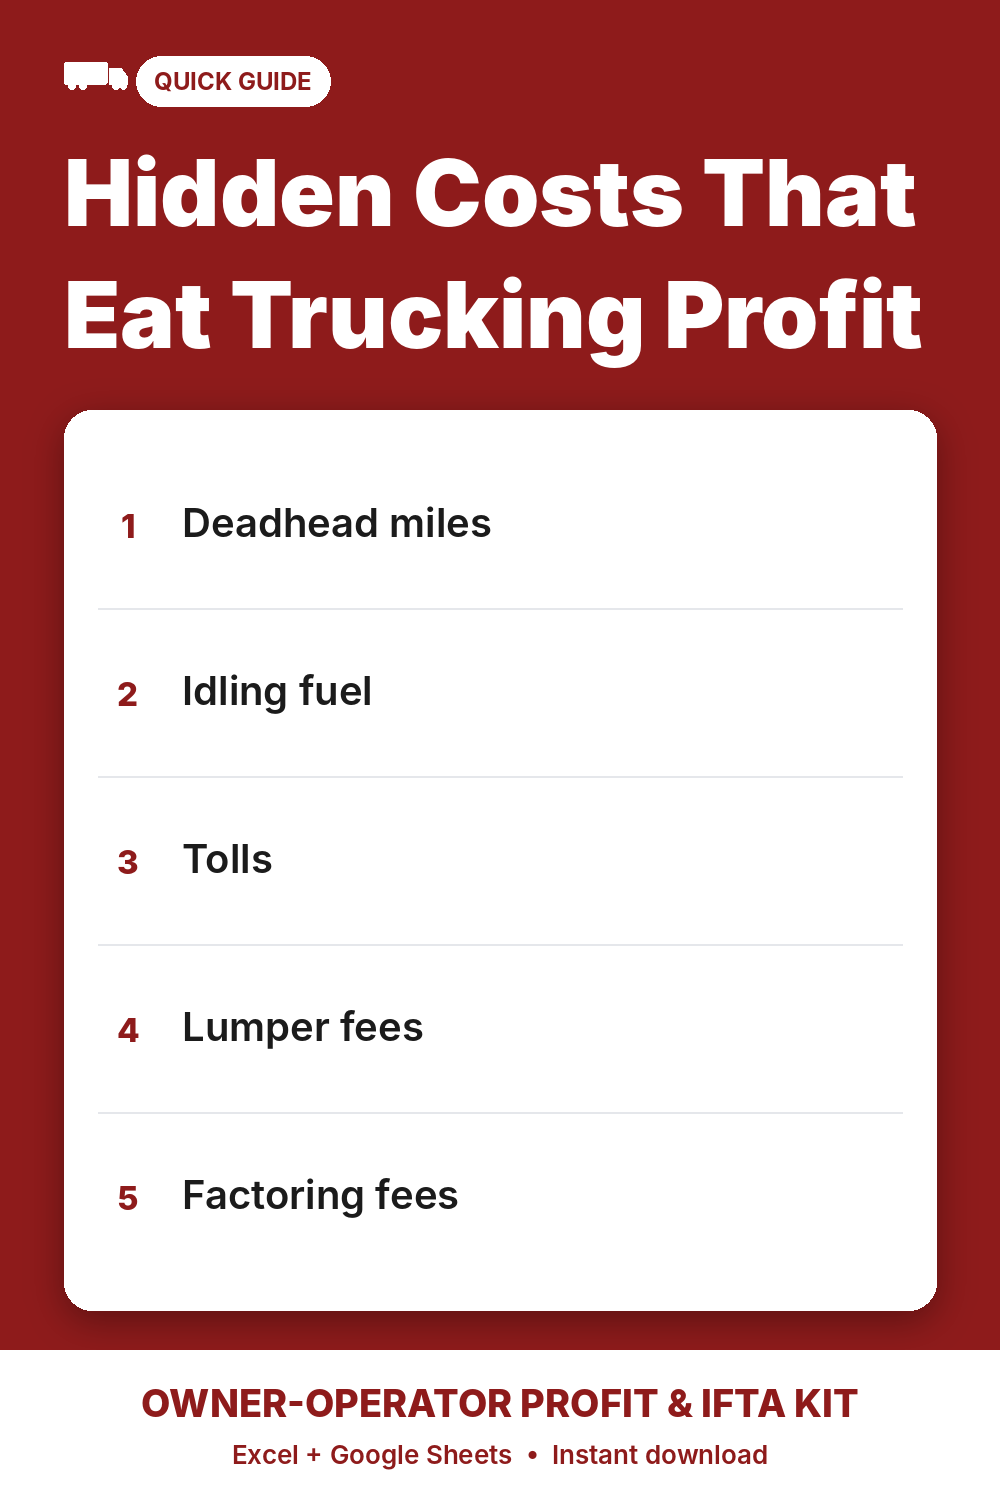 QUICK GUIDE
Hidden Costs That
Eat Trucking Profit
1 Deadhead miles
2 Idling fuel
3 Tolls
4 Lumper fees
5 Factoring fees
OWNER-OPERATOR PROFIT & IFTA KIT
Excel + Google Sheets • Instant download